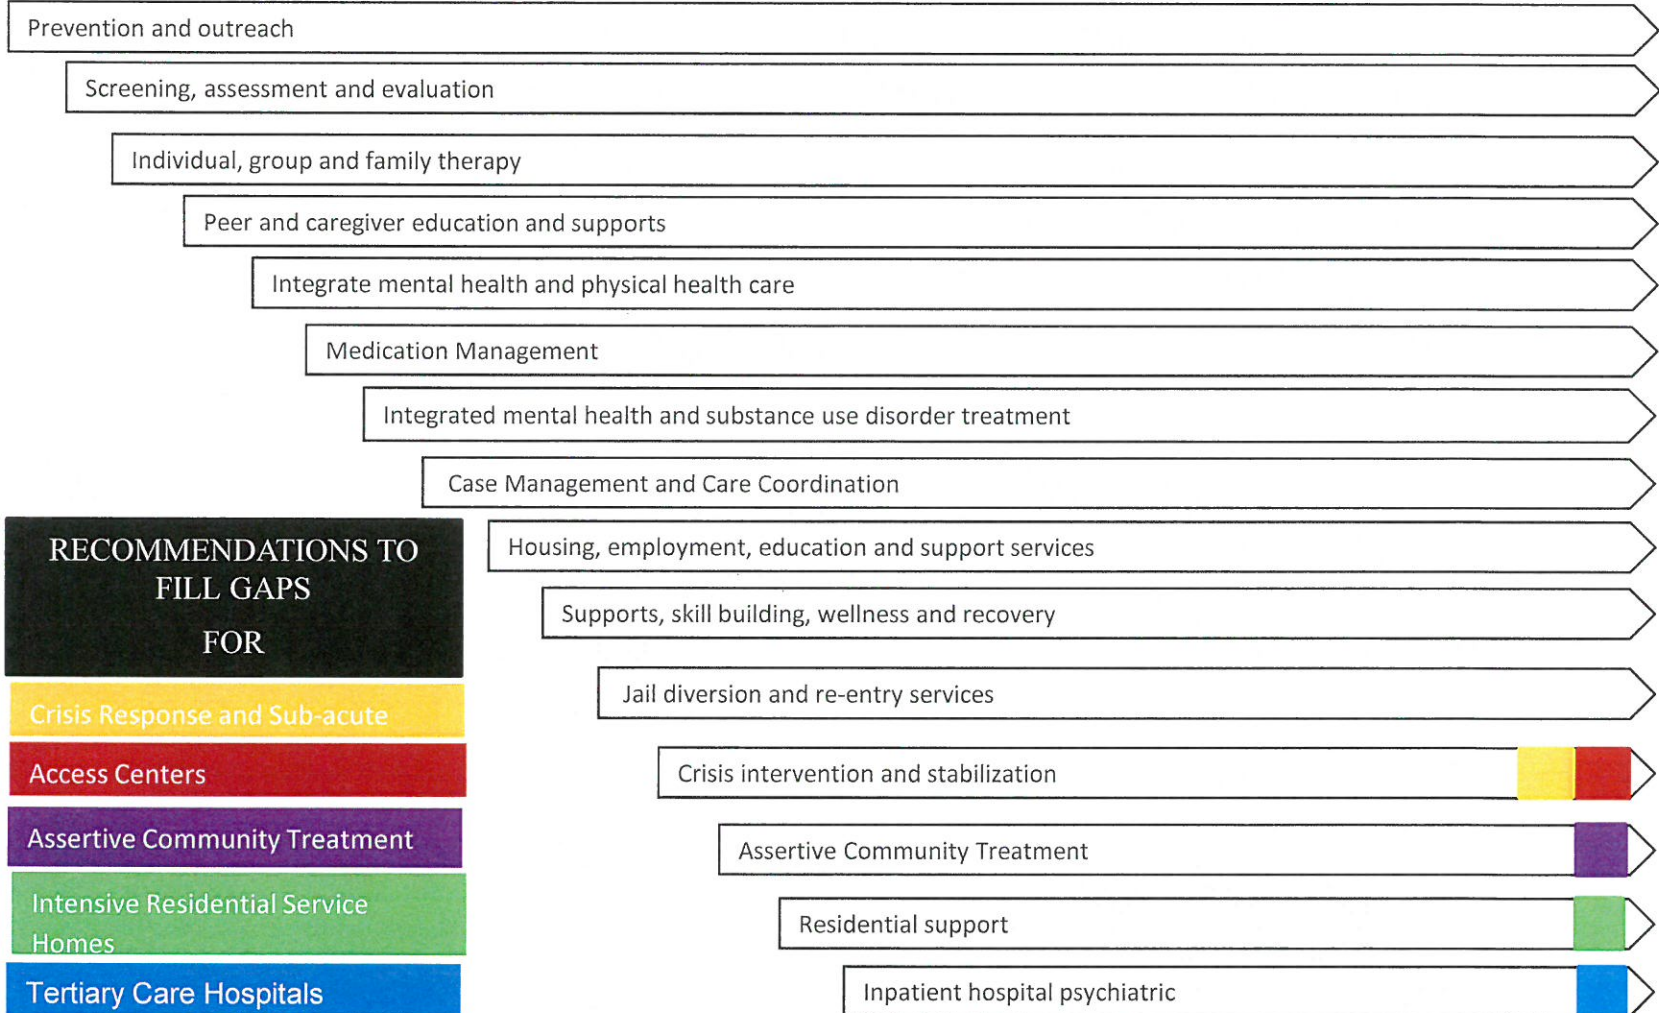 Prevention and outreach
Screening, assessment and evaluation
Individual, group and family therapy
Peer and caregiver education and supports
Integrate mental health and physical health care
Medication Management
Integrated mental health and substance use disorder treatment
Case Management and Care Coordination
Housing, employment, education and support services
Supports, skill building, wellness and recovery
Jail diversion and re-entry services
Crisis intervention and stabilization
Assertive Community Treatment
Residential support
Inpatient hospital psychiatric
RECOMMENDATIONS TO
FILL GAPS
FOR
Crisis Response and Sub-acute
Access Centers
Assertive Community Treatment
Intensive Residential Service
Homes
Tertiary Care Hospitals